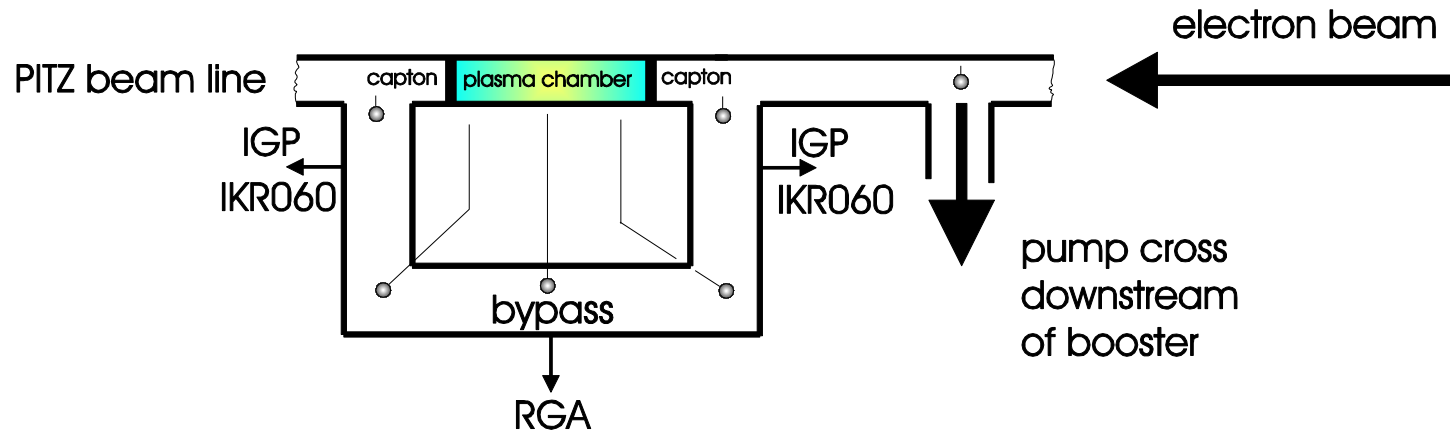 electron beam
PITZ beam line
capton
plasma chamber
capton
IGP
IKR060
IGP
IKR060
pump cross
downstream
of booster
bypass
RGA